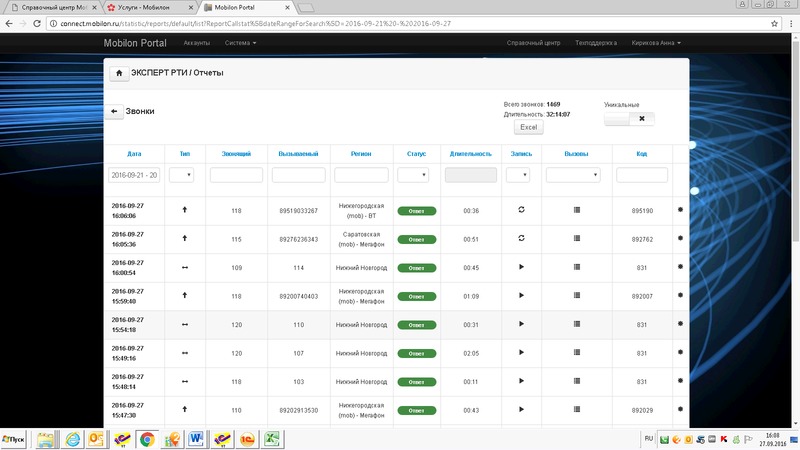 Справочный центр Моб
Услуги - Мобилон
Mobilon Portal
connect.mobilon.ru/statistic/reports/default/list?ReportCallstat%5BdateRangeForSearch%5D=2016-09-21%20-%202016-09-27
Mobilon Portal Аккаунты Система Справочный центр Техподдержка Кирикова Анна
ЭКСПЕРТ РТИ / Отчеты
Звонки
Всего звонков: 1469
Длительность: 32:14:07
Excel
Уникальные
Дата Тип Звонящий Вызываемый Регион Статус Длительность Запись Вызовы Код
2016-09-21 - 20
2016-09-27 16:06:06 118 89519033267 Нижегородская (mob) - ВТ Ответ 00:36 895190
2016-09-27 16:05:36 115 89276236343 Саратовская (mob) - Мегафон Ответ 00:51 892762
2016-09-27 16:00:54 109 114 Нижний Новгород Ответ 00:45 831
2016-09-27 15:59:40 118 89200740403 Нижегородская (mob) - Мегафон Ответ 01:09 892007
2016-09-27 15:54:18 120 110 Нижний Новгород Ответ 00:31 831
2016-09-27 15:49:16 120 107 Нижний Новгород Ответ 02:05 831
2016-09-27 15:48:14 118 103 Нижний Новгород Ответ 00:11 831
2016-09-27 15:47:30 110 89202913530 Нижегородская (mob) - Мегафон Ответ 00:43 892029
Пуск
RU
16:08
27.09.2016